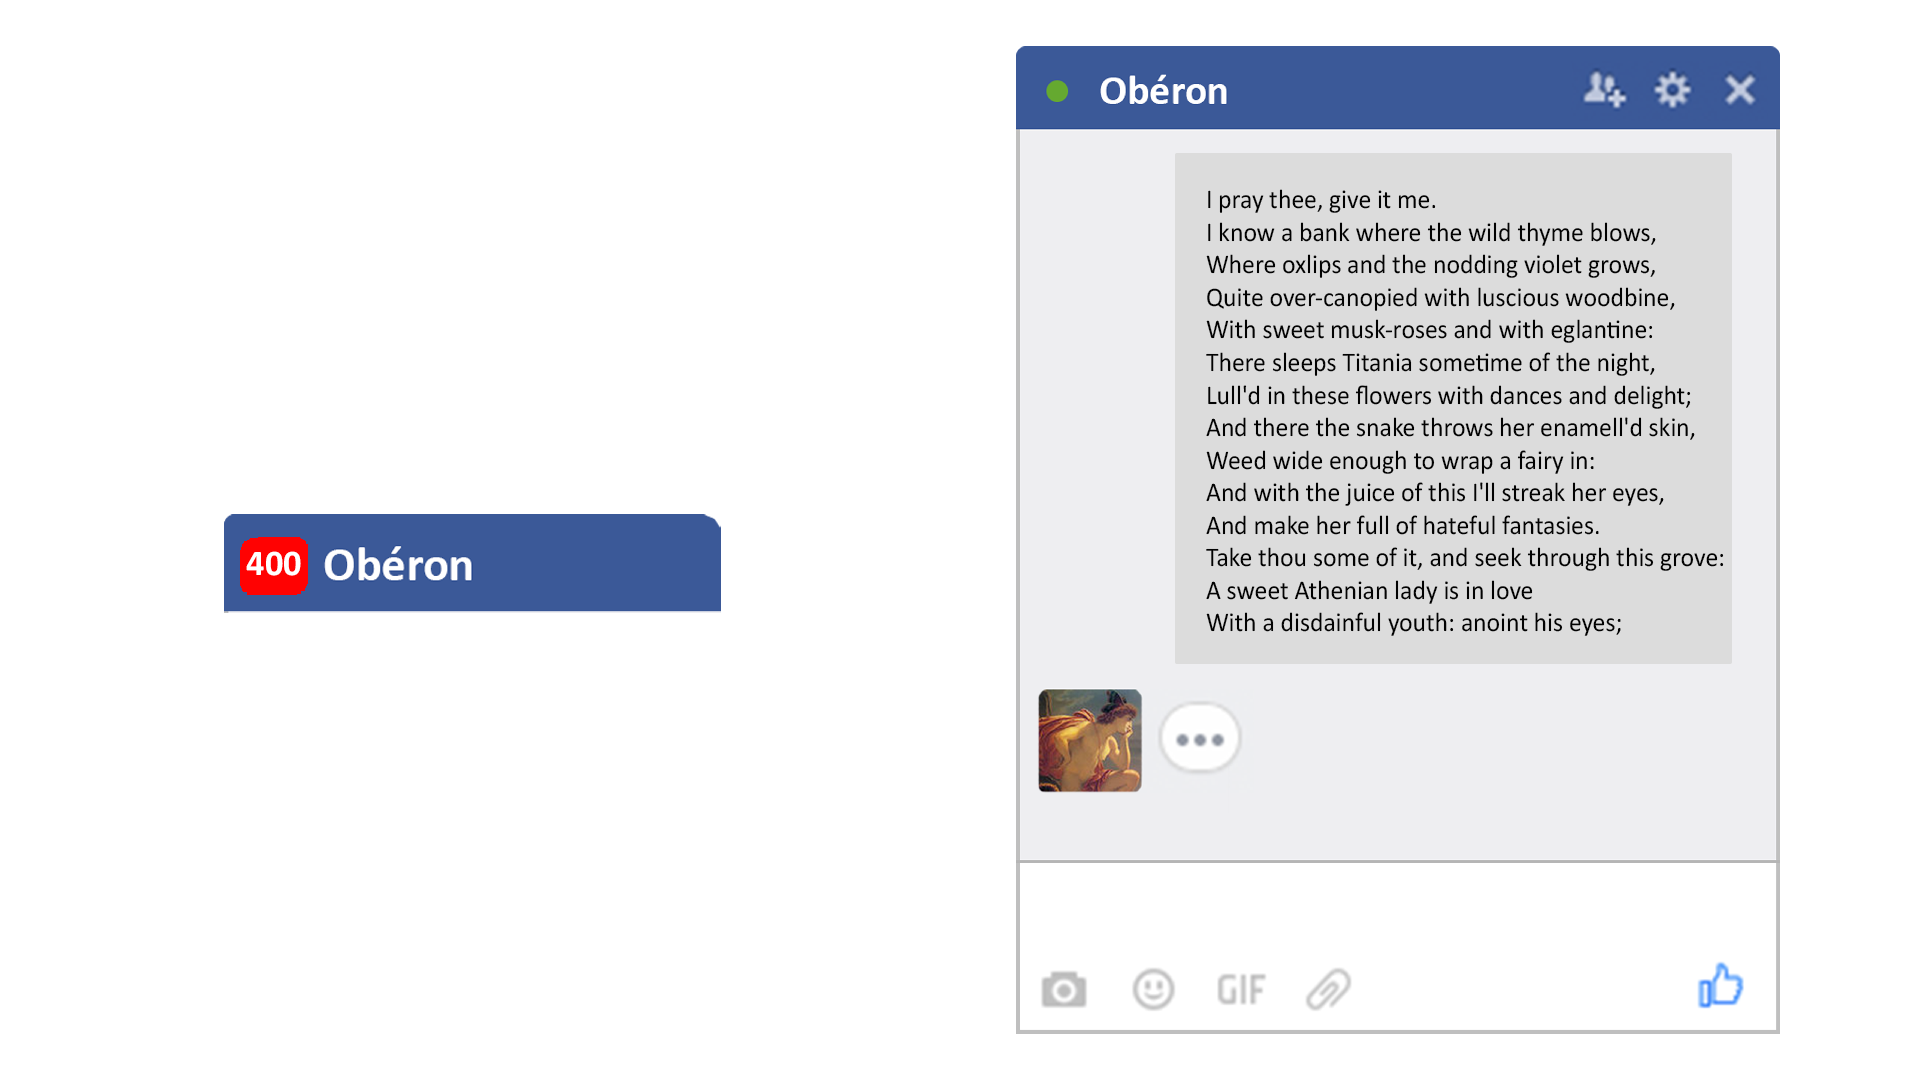 400 Obéron
Obéron
I pray thee, give it me.
I know a bank where the wild thyme blows,
Where oxlips and the nodding violet grows,
Quite over-canopied with luscious woodbine,
With sweet musk-roses and with eglantine:
There sleeps Titania sometime of the night,
Lull'd in these flowers with dances and delight;
And there the snake throws her enamell'd skin,
Weed wide enough to wrap a fairy in:
And with the juice of this I'll streak her eyes,
And make her full of hateful fantasies.
Take thou some of it, and seek through this grove:
A sweet Athenian lady is in love
With a disdainful youth: anoint his eyes;
GIF